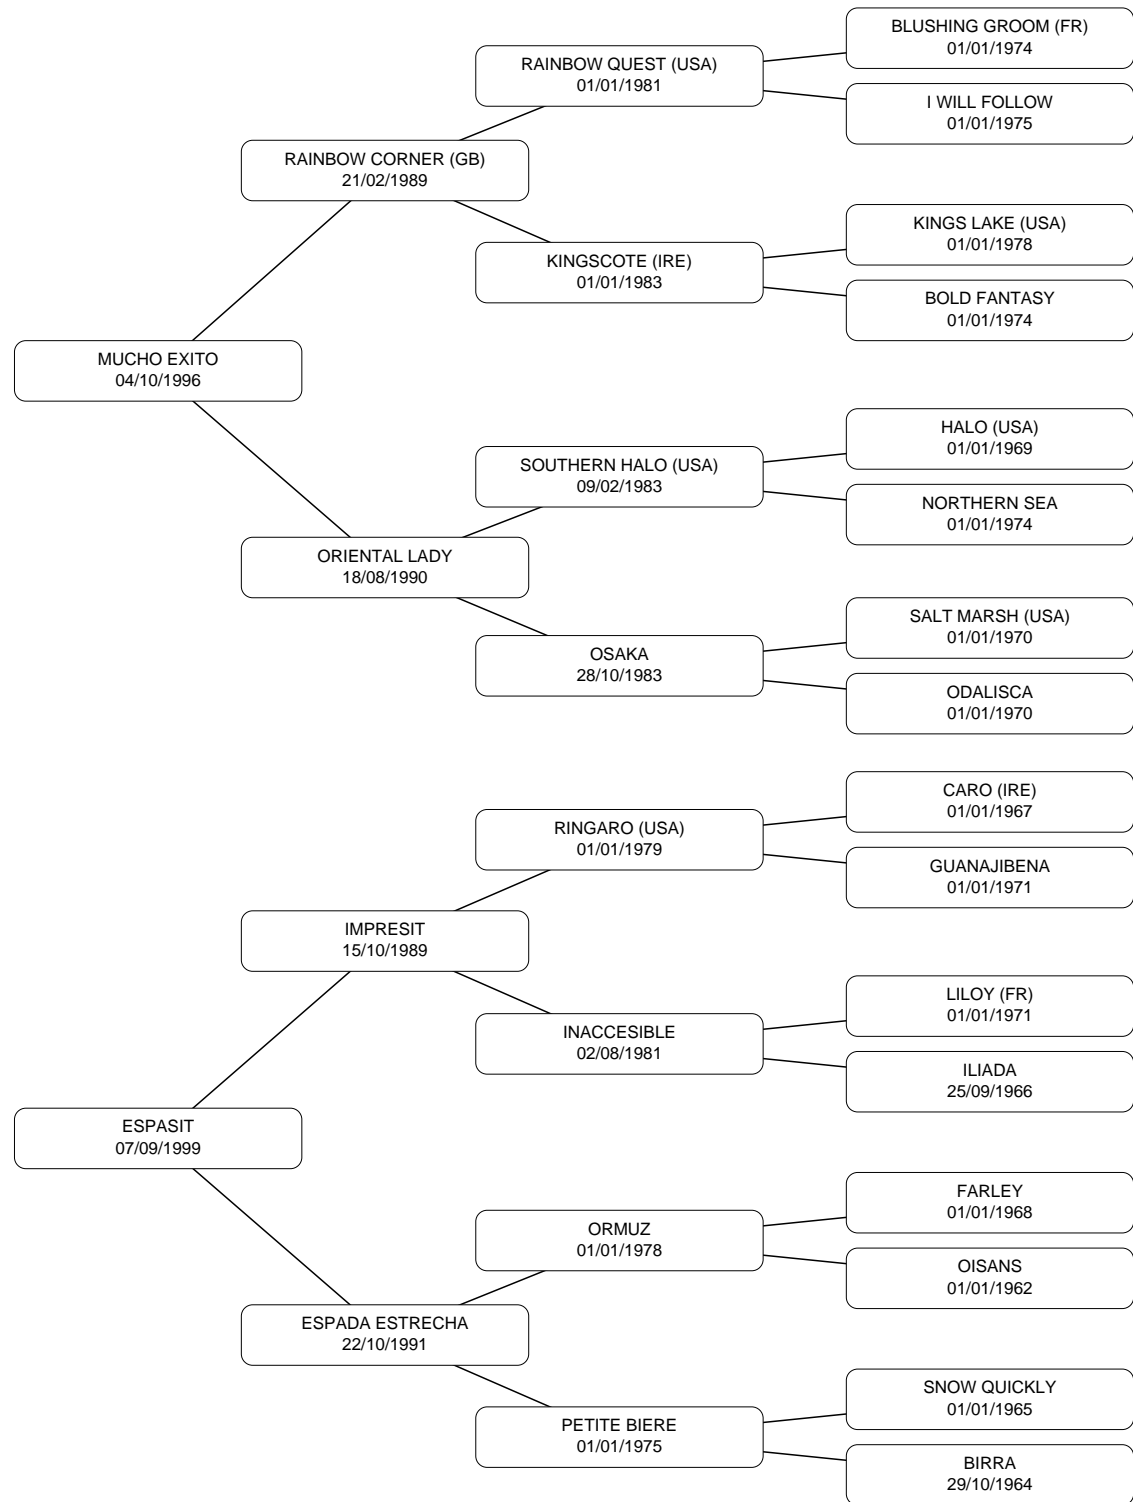 BLUSHING GROOM (FR)
01/01/1974
RAINBOW QUEST (USA)
01/01/1981
I WILL FOLLOW
01/01/1975
RAINBOW CORNER (GB)
21/02/1989
KINGS LAKE (USA)
01/01/1978
KINGSCOTE (IRE)
01/01/1983
BOLD FANTASY
01/01/1974
MUCHO EXITO
04/10/1996
HALO (USA)
01/01/1969
SOUTHERN HALO (USA)
09/02/1983
NORTHERN SEA
01/01/1974
ORIENTAL LADY
18/08/1990
SALT MARSH (USA)
01/01/1970
OSAKA
28/10/1983
ODALISCA
01/01/1970
CARO (IRE)
01/01/1967
RINGARO (USA)
01/01/1979
GUANAJIBENA
01/01/1971
IMPRESIT
15/10/1989
LILOY (FR)
01/01/1971
INACCESIBLE
02/08/1981
ILIADA
25/09/1966
ESPASIT
07/09/1999
FARLEY
01/01/1968
ORMUZ
01/01/1978
OISANS
01/01/1962
ESPADA ESTRECHA
22/10/1991
SNOW QUICKLY
01/01/1965
PETITE BIERE
01/01/1975
BIRRA
29/10/1964